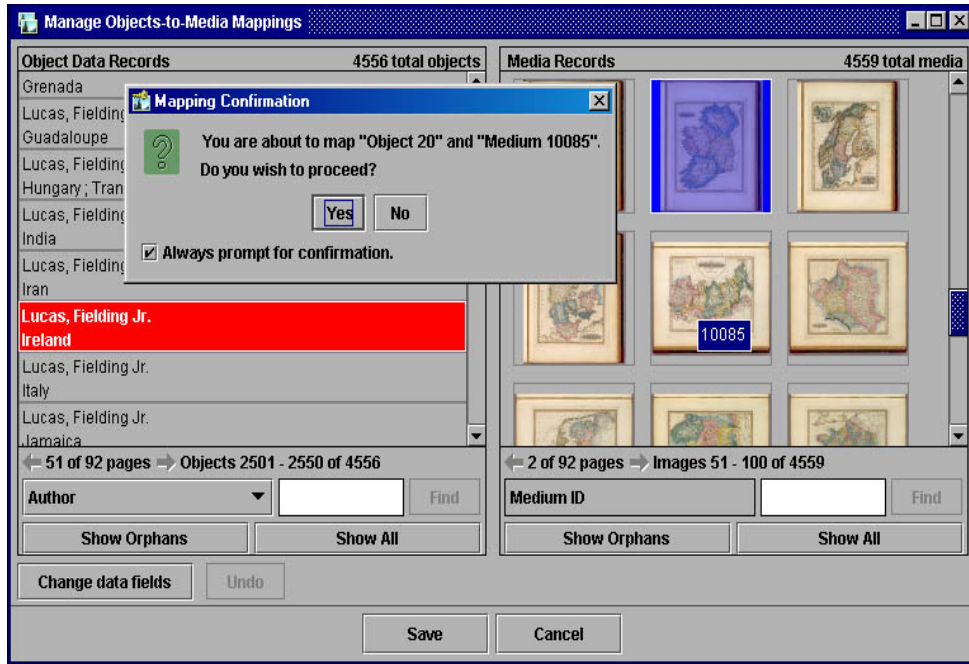 Manage Objects-to-Media Mappings
Object Data Records 4556 total objects
Grenada
Lucas, Fielding
Guadaloupe
Lucas, Fielding
Hungary ; Tran
Lucas, Fielding
India
Lucas, Fielding
Iran
Lucas, Fielding Jr.
Ireland
Lucas, Fielding Jr.
Italy
Lucas, Fielding Jr.
Jamaica
51 of 92 pages Objects 2501 - 2550 of 4556
Author Find
Show Orphans Show All
Mapping Confirmation
You are about to map "Object 20" and "Medium 10085".
Do you wish to proceed?
Yes No
Always prompt for confirmation.
Media Records 4559 total media
10085
2 of 92 pages Images 51 - 100 of 4559
Medium ID Find
Show Orphans Show All
Change data fields Undo
Save Cancel